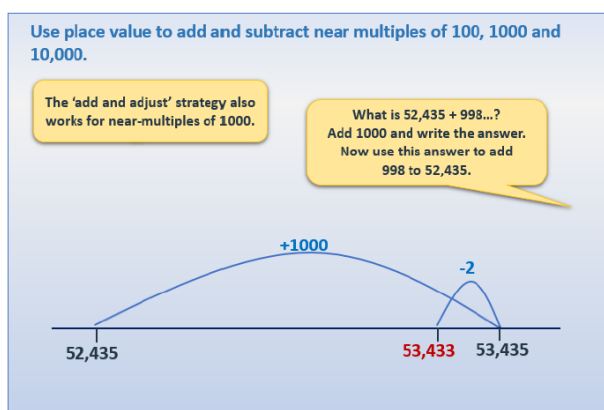 Use place value to add and subtract near multiples of 100, 1000 and
10,000.
The ‘add and adjust’ strategy also
works for near-multiples of 1000.
What is 52,435 + 998...?
Add 1000 and write the answer.
Now use this answer to add
998 to 52,435.
+1000
-2
52,435
53,433
53,435